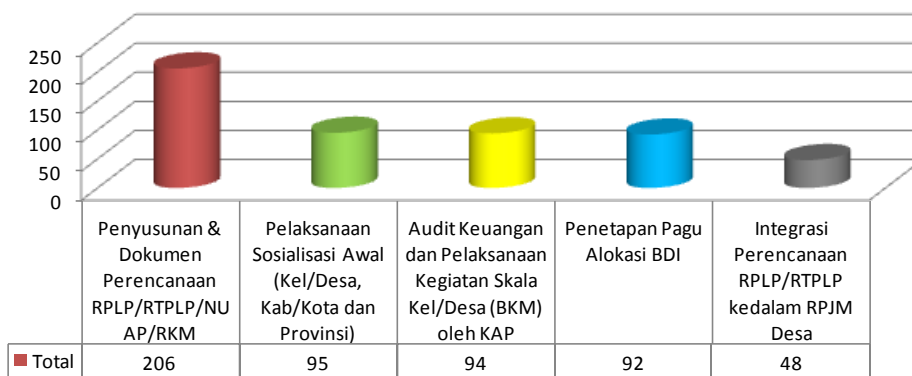 250
200
150
100
50
0
Penyusunan &
Dokumen
Perencanaan
RPLP/RTPLP/NU
AP/RKM
Pelaksanaan
Sosialisasi Awal
(Kel/Desa,
Kab/Kota dan
Provinsi)
Audit Keuangan
dan Pelaksanaan
Kegiatan Skala
Kel/Desa (BKM)
oleh KAP
Penetapan Pagu
Alokasi BDI
Integrasi
Perencanaan
RPLP/RTPLP
kedalam RPJM
Desa
Total 206 95 94 92 48